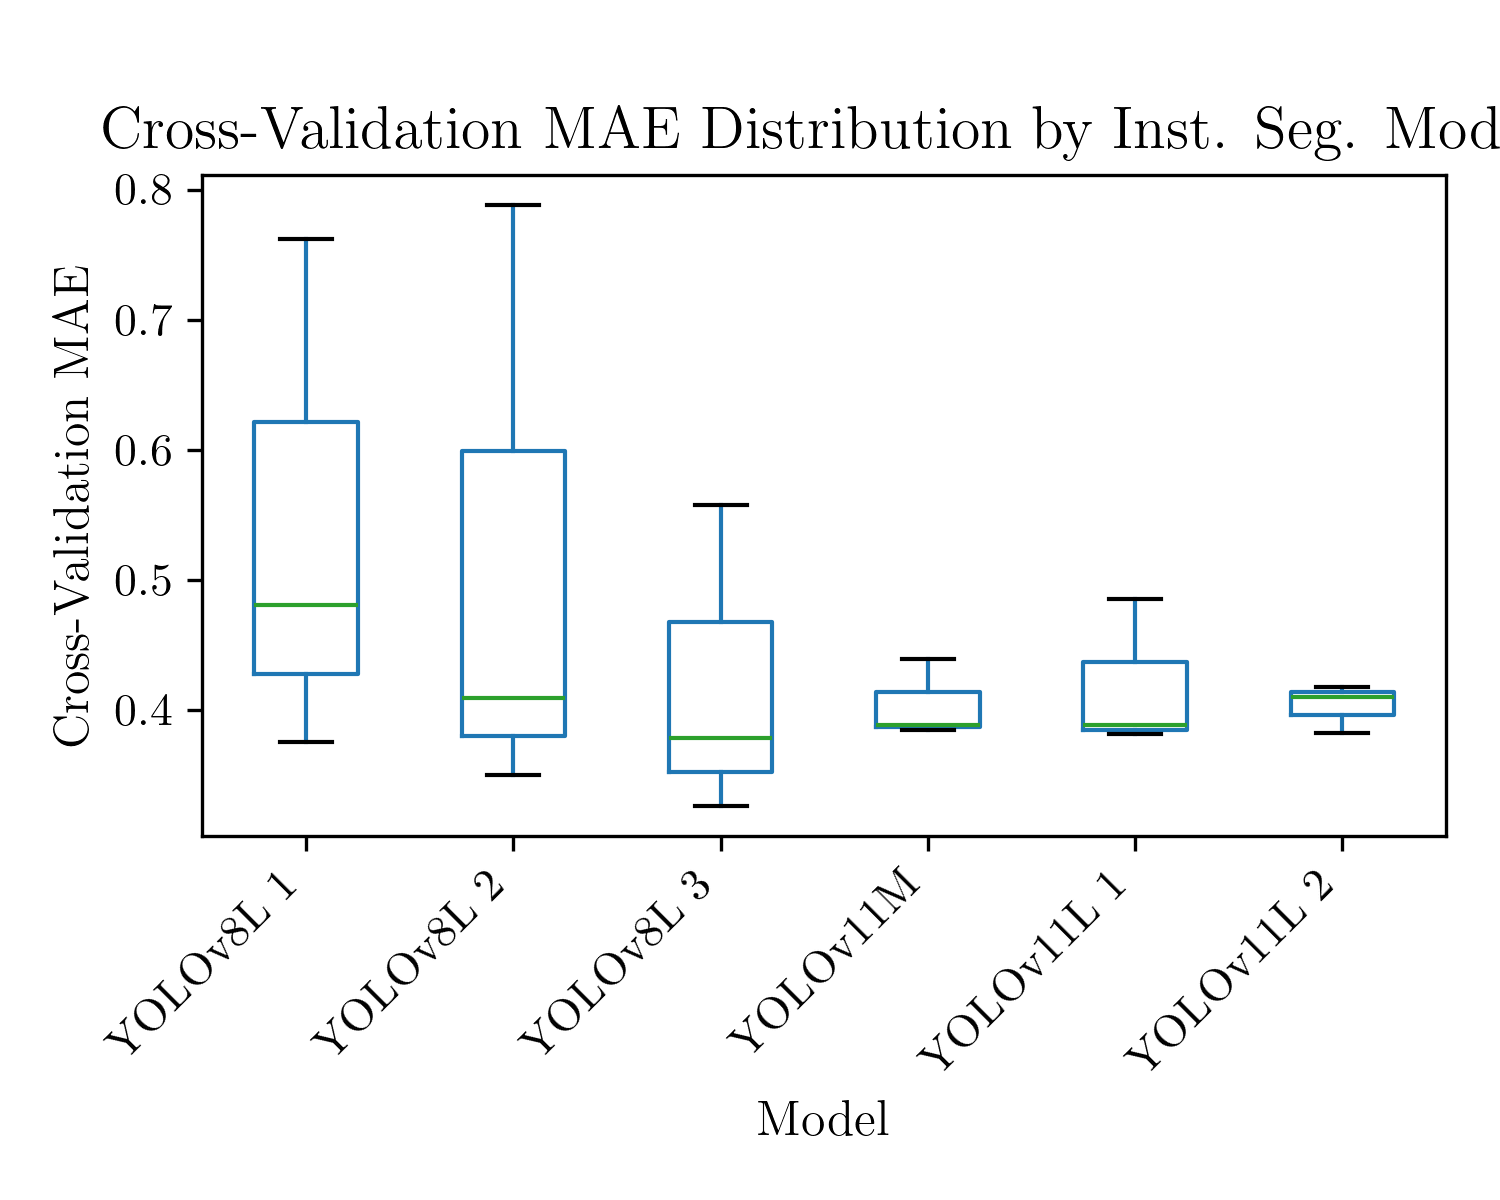 Cross-Validation MAE Distribution by Inst. Seg. Mod
Cross-Validation MAE
0.8
0.7
0.6
0.5
0.4
YOLOv8L 1
YOLOv8L 2
YOLOv8L 3
YOLOv11M
YOLOv11L 1
YOLOv11L 2
Model